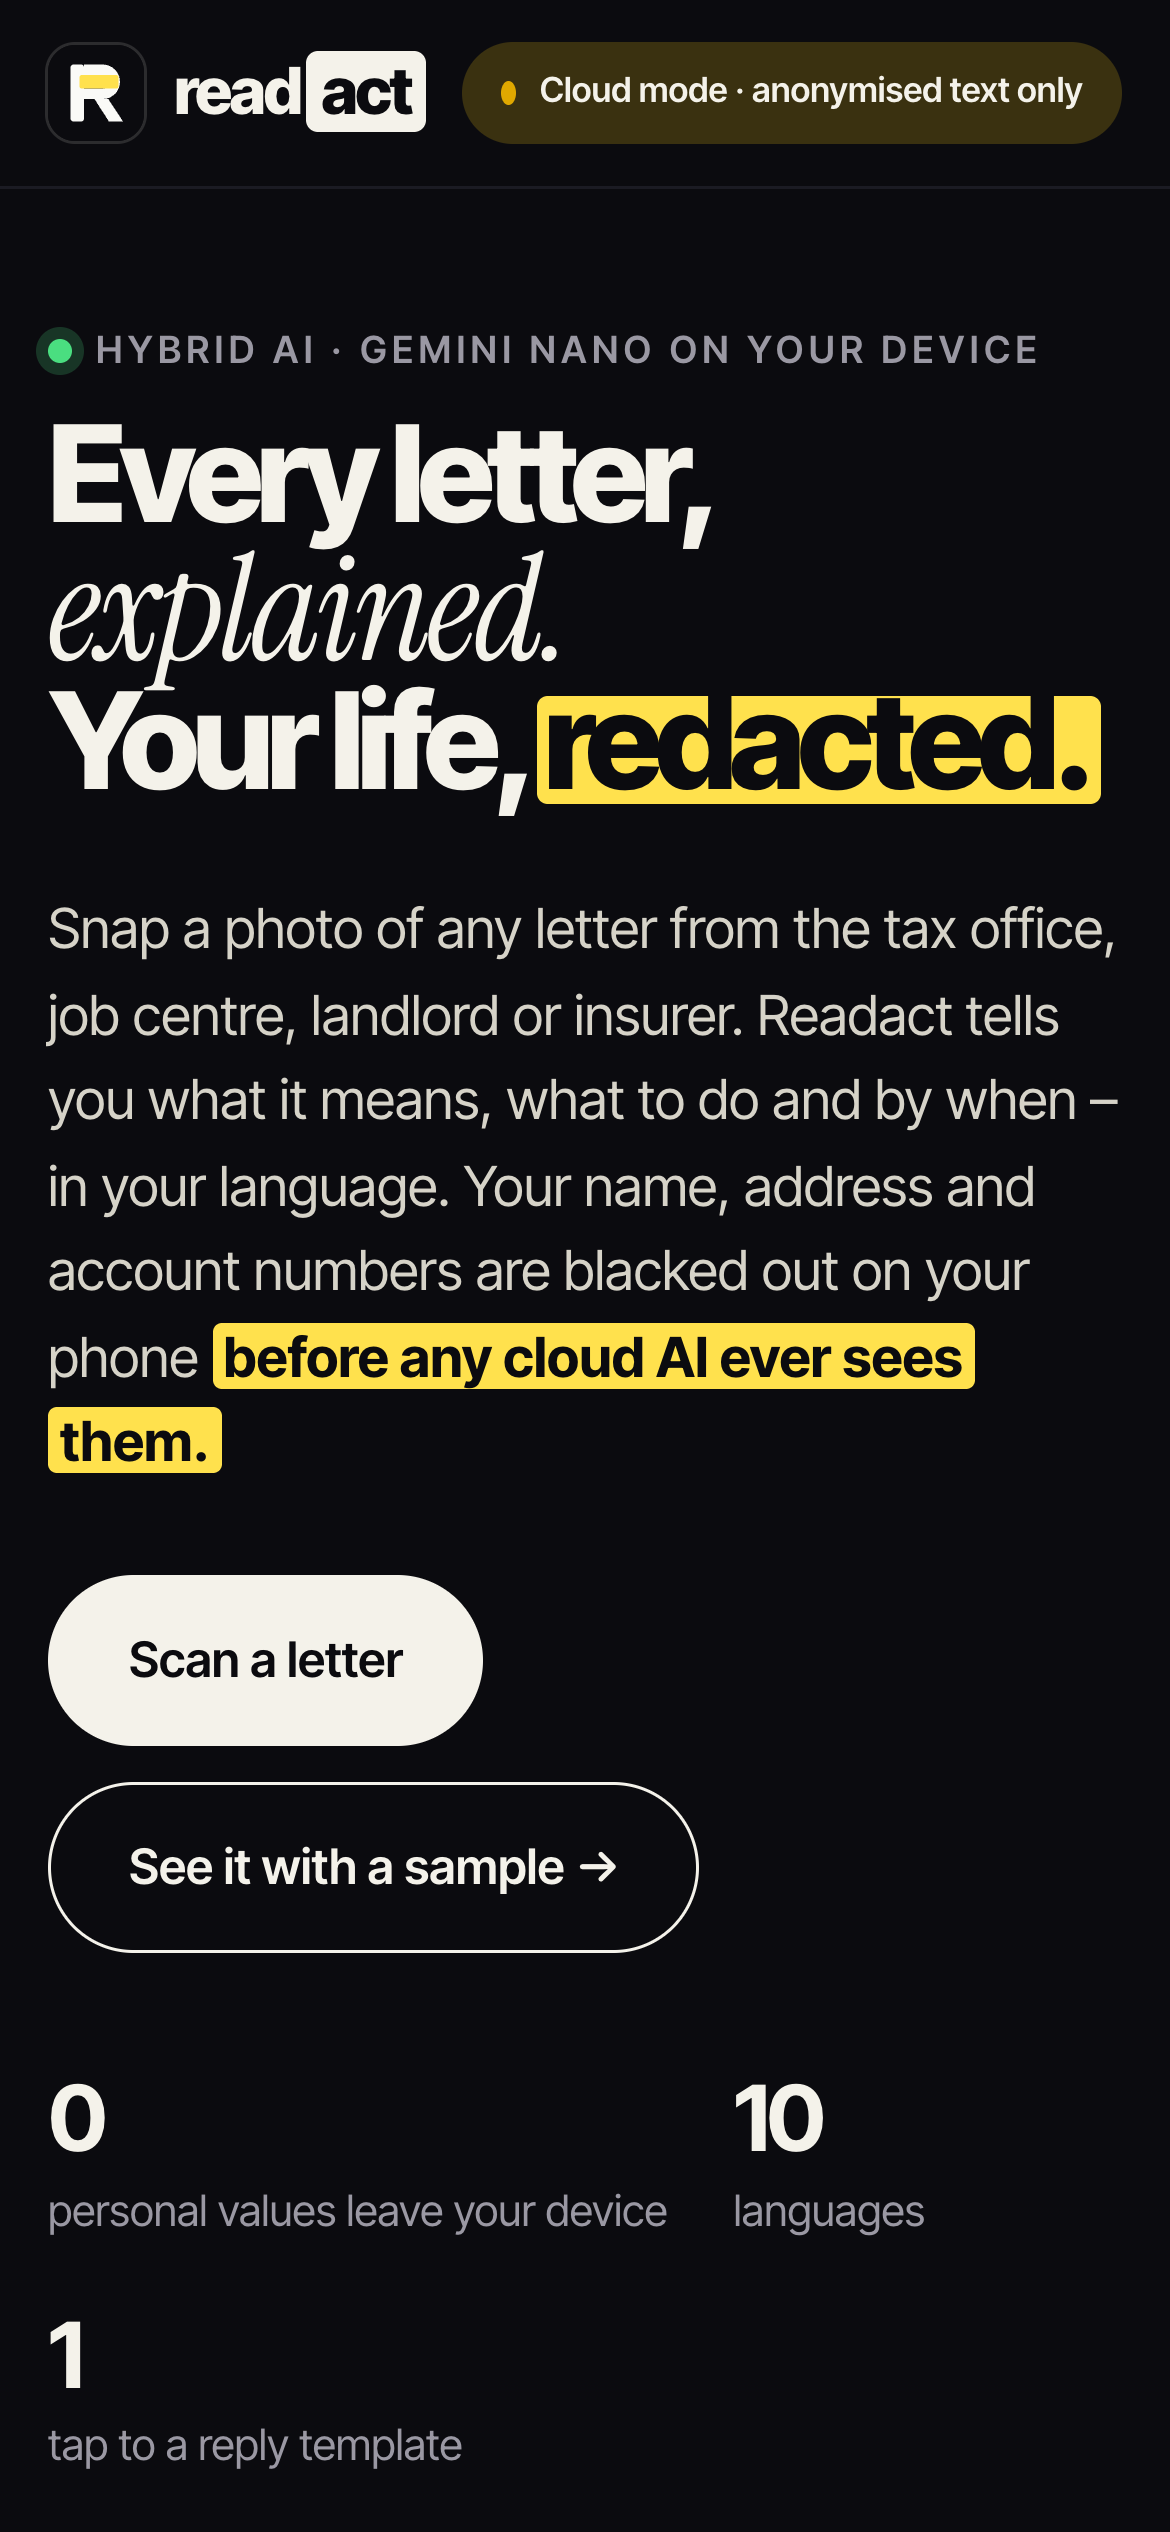 R readact Cloud mode · anonymised text only
HYBRID AI · GEMINI NANO ON YOUR DEVICE
Every letter,
explained.
Your life, redacted.
Snap a photo of any letter from the tax office,
job centre, landlord or insurer. Readact tells
you what it means, what to do and by when –
in your language. Your name, address and
account numbers are blacked out on your
phone before any cloud AI ever sees
them.
Scan a letter
See it with a sample →
0
personal values leave your device
10
languages
1
tap to a reply template